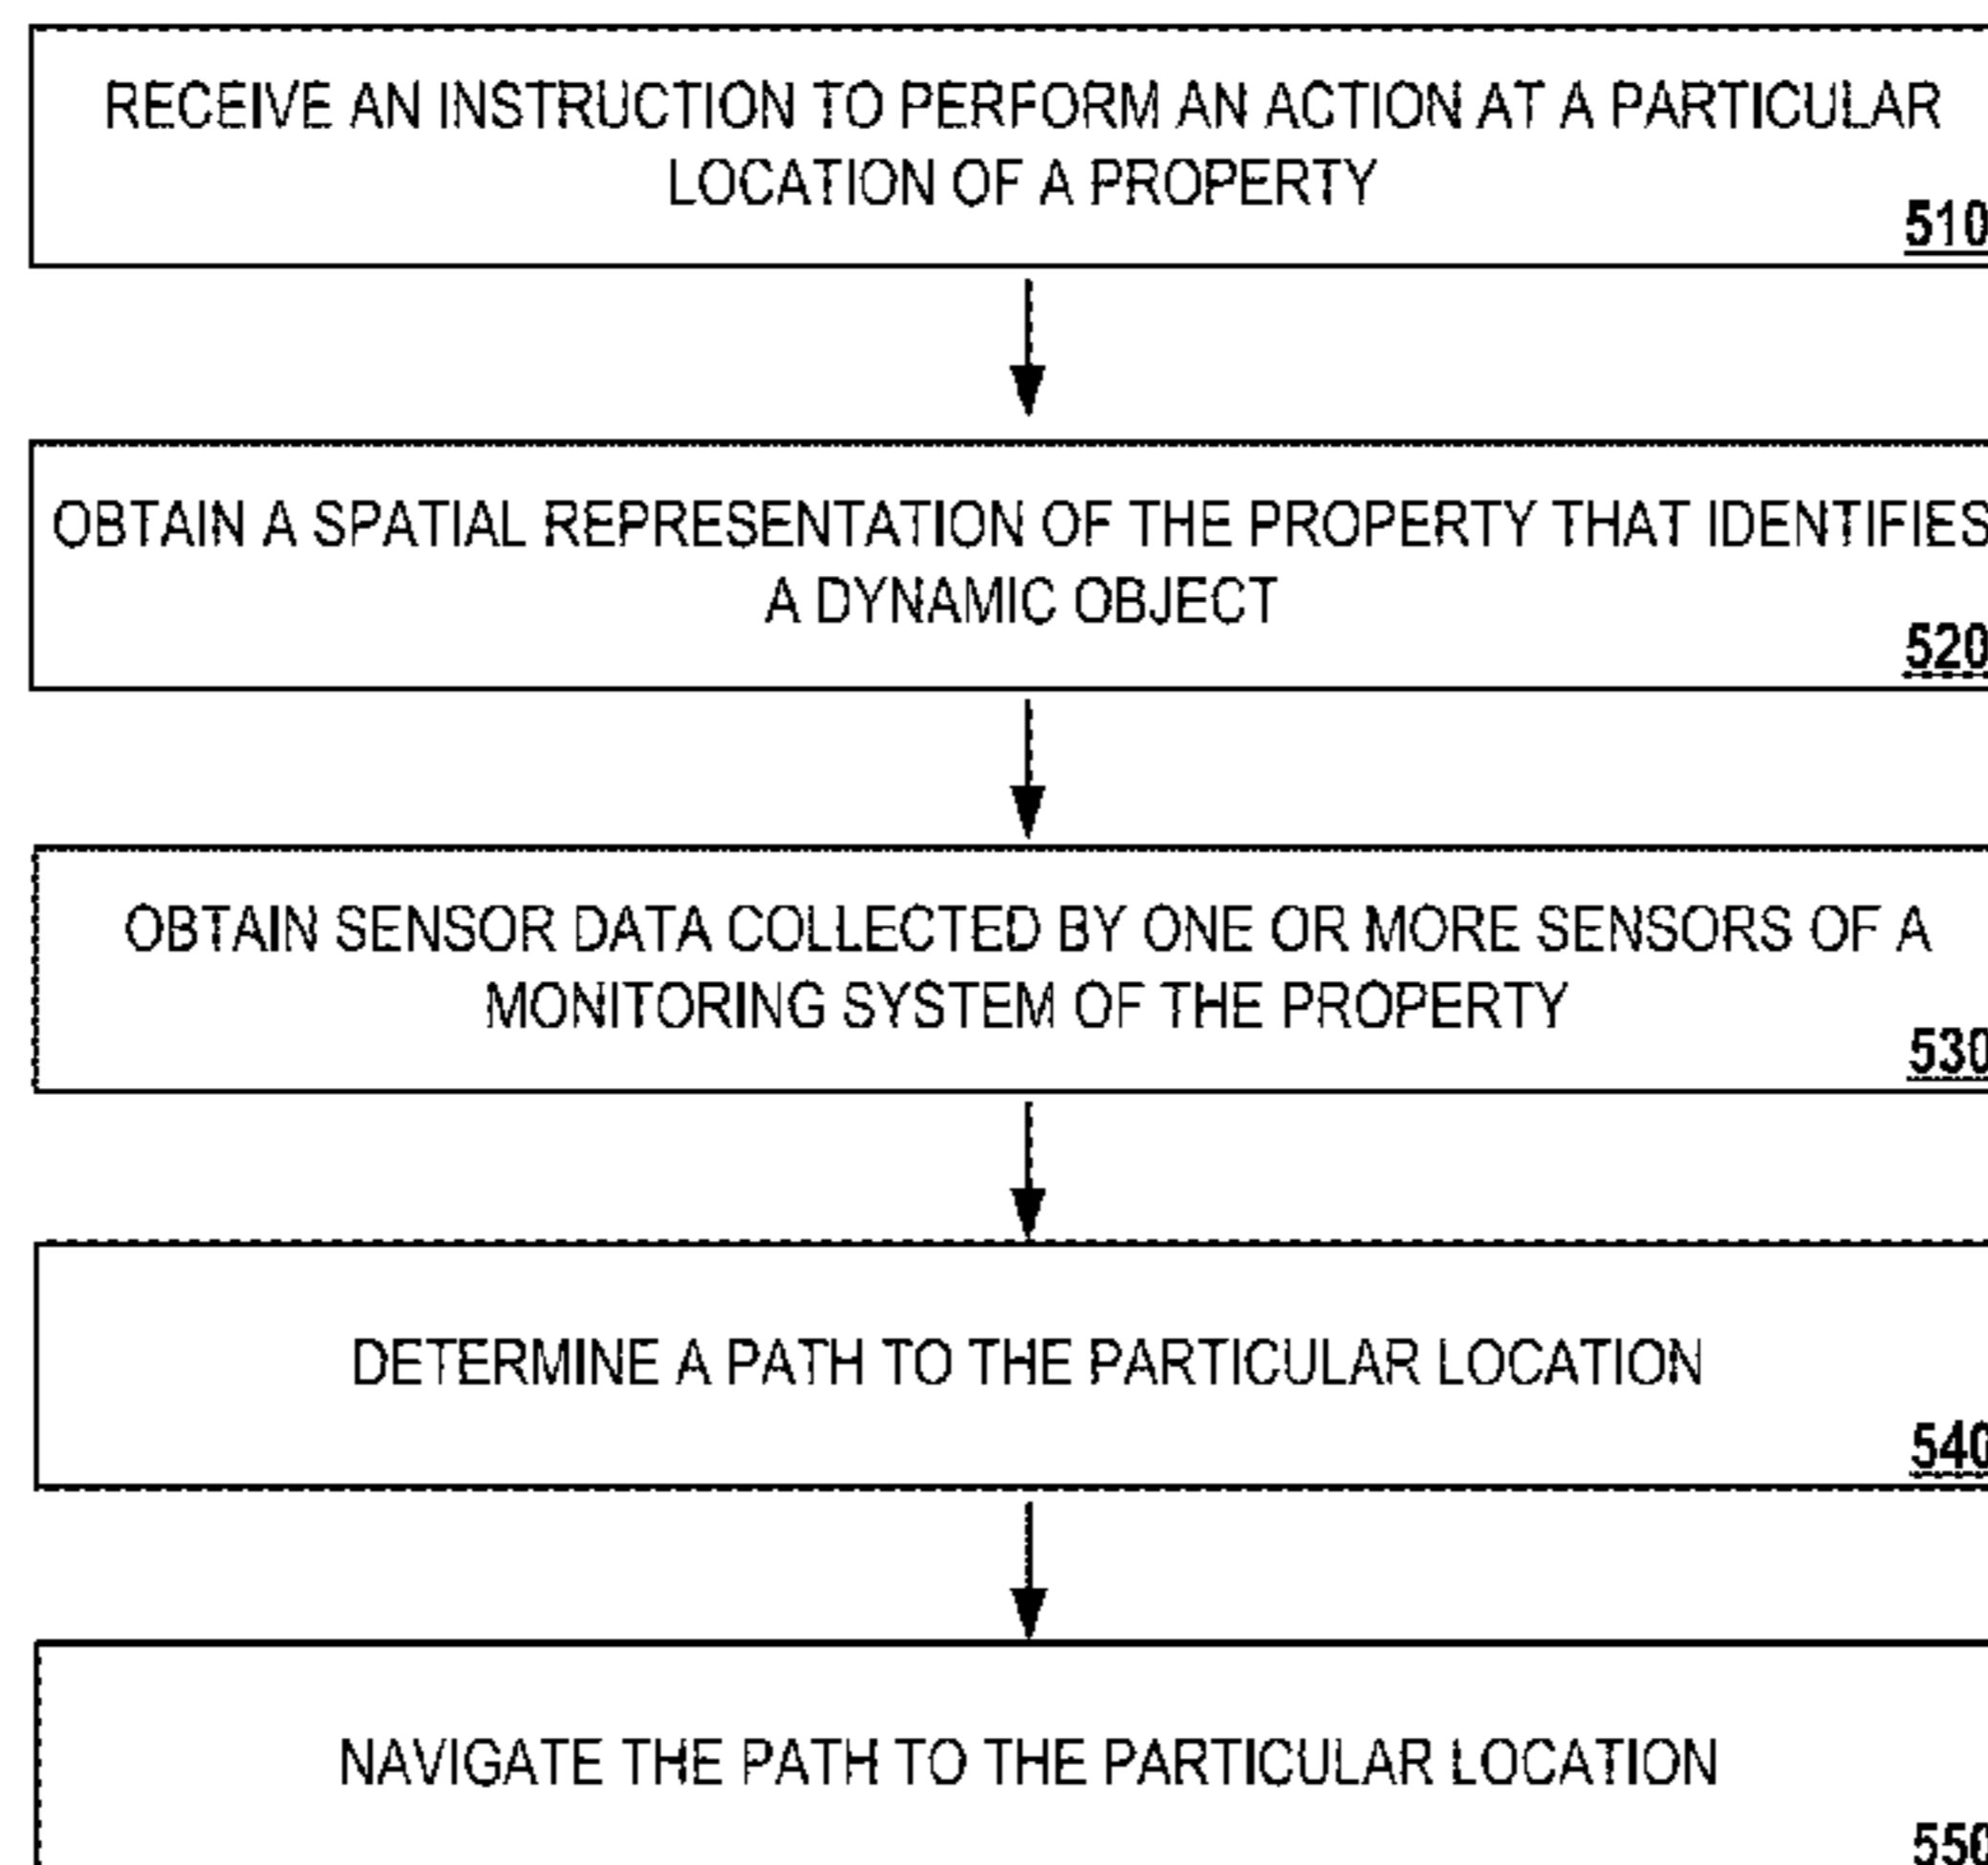 RECEIVE AN INSTRUCTION TO PERFORM AN ACTION AT A PARTICULAR
LOCATION OF A PROPERTY
510
OBTAIN A SPATIAL REPRESENTATION OF THE PROPERTY THAT IDENTIFIES
A DYNAMIC OBJECT
520
OBTAIN SENSOR DATA COLLECTED BY ONE OR MORE SENSORS OF A
MONITORING SYSTEM OF THE PROPERTY
530
DETERMINE A PATH TO THE PARTICULAR LOCATION
540
NAVIGATE THE PATH TO THE PARTICULAR LOCATION
550